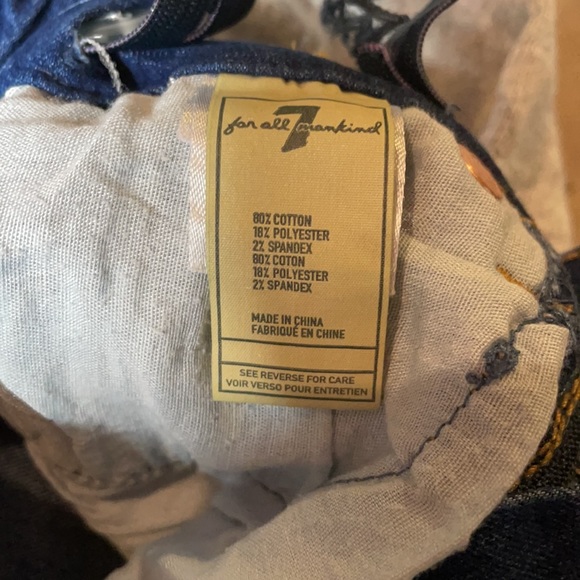 for all 7 mankind
80% COTTON
18% POLYESTER
2% SPANDEX
80% COTON
18% POLYESTER
2% SPANDEX
MADE IN CHINA
FABRIQUÉ EN CHINE
SEE REVERSE FOR CARE
VOIR VERSO POUR ENTRETIEN